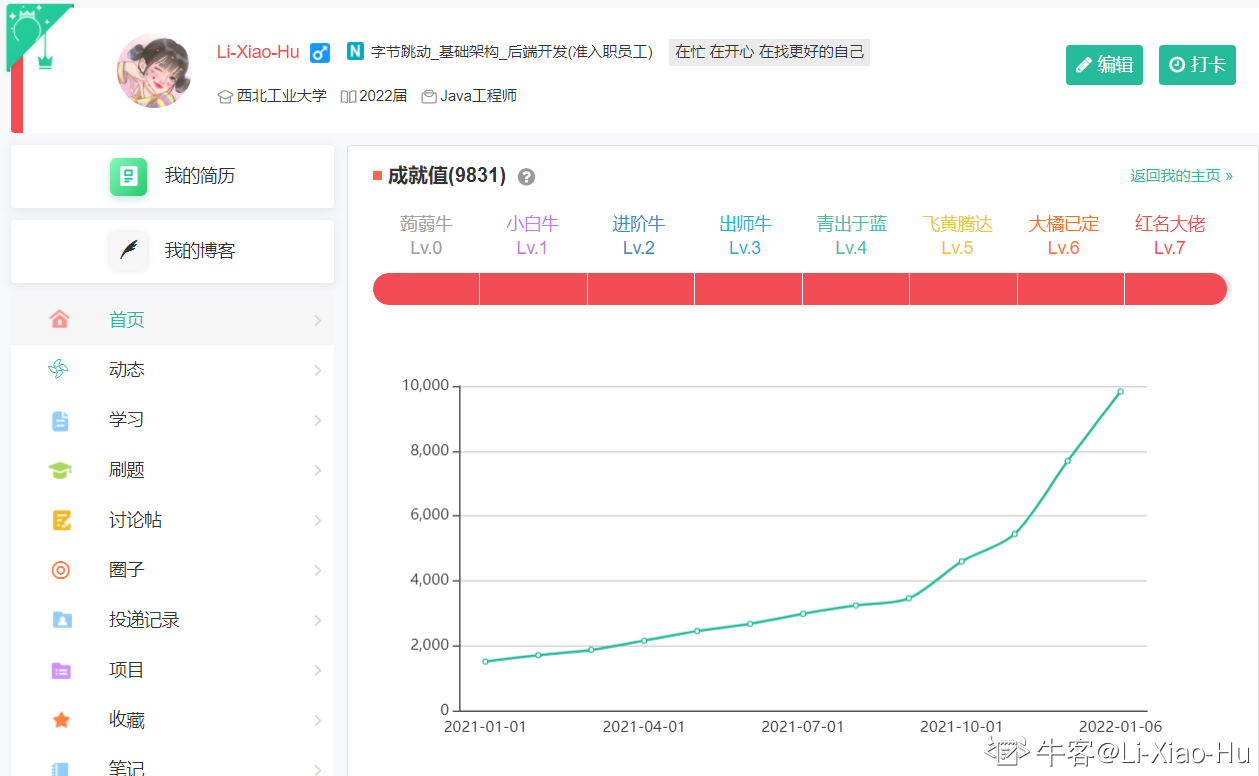 Li-Xiao-Hu N 字节跳动_基础架构_后端开发(准入职员工) 在忙 在开心 在找更好的自己
西北工业大学 2022届 Java工程师
编辑 打卡
我的简历
我的博客
首页
动态
学习
刷题
讨论帖
圈子
投递记录
项目
收藏
笔记
成就值(9831) ? 返回我的主页 »
蒟蒻牛 小白牛 进阶牛 出师牛 青出于蓝 飞黄腾达 大橘已定 红名大佬
Lv.0 Lv.1 Lv.2 Lv.3 Lv.4 Lv.5 Lv.6 Lv.7
10,000
8,000
6,000
4,000
2,000
0
2021-01-01 2021-04-01 2021-07-01 2021-10-01 2022-01-06
牛客@Li-Xiao-Hu